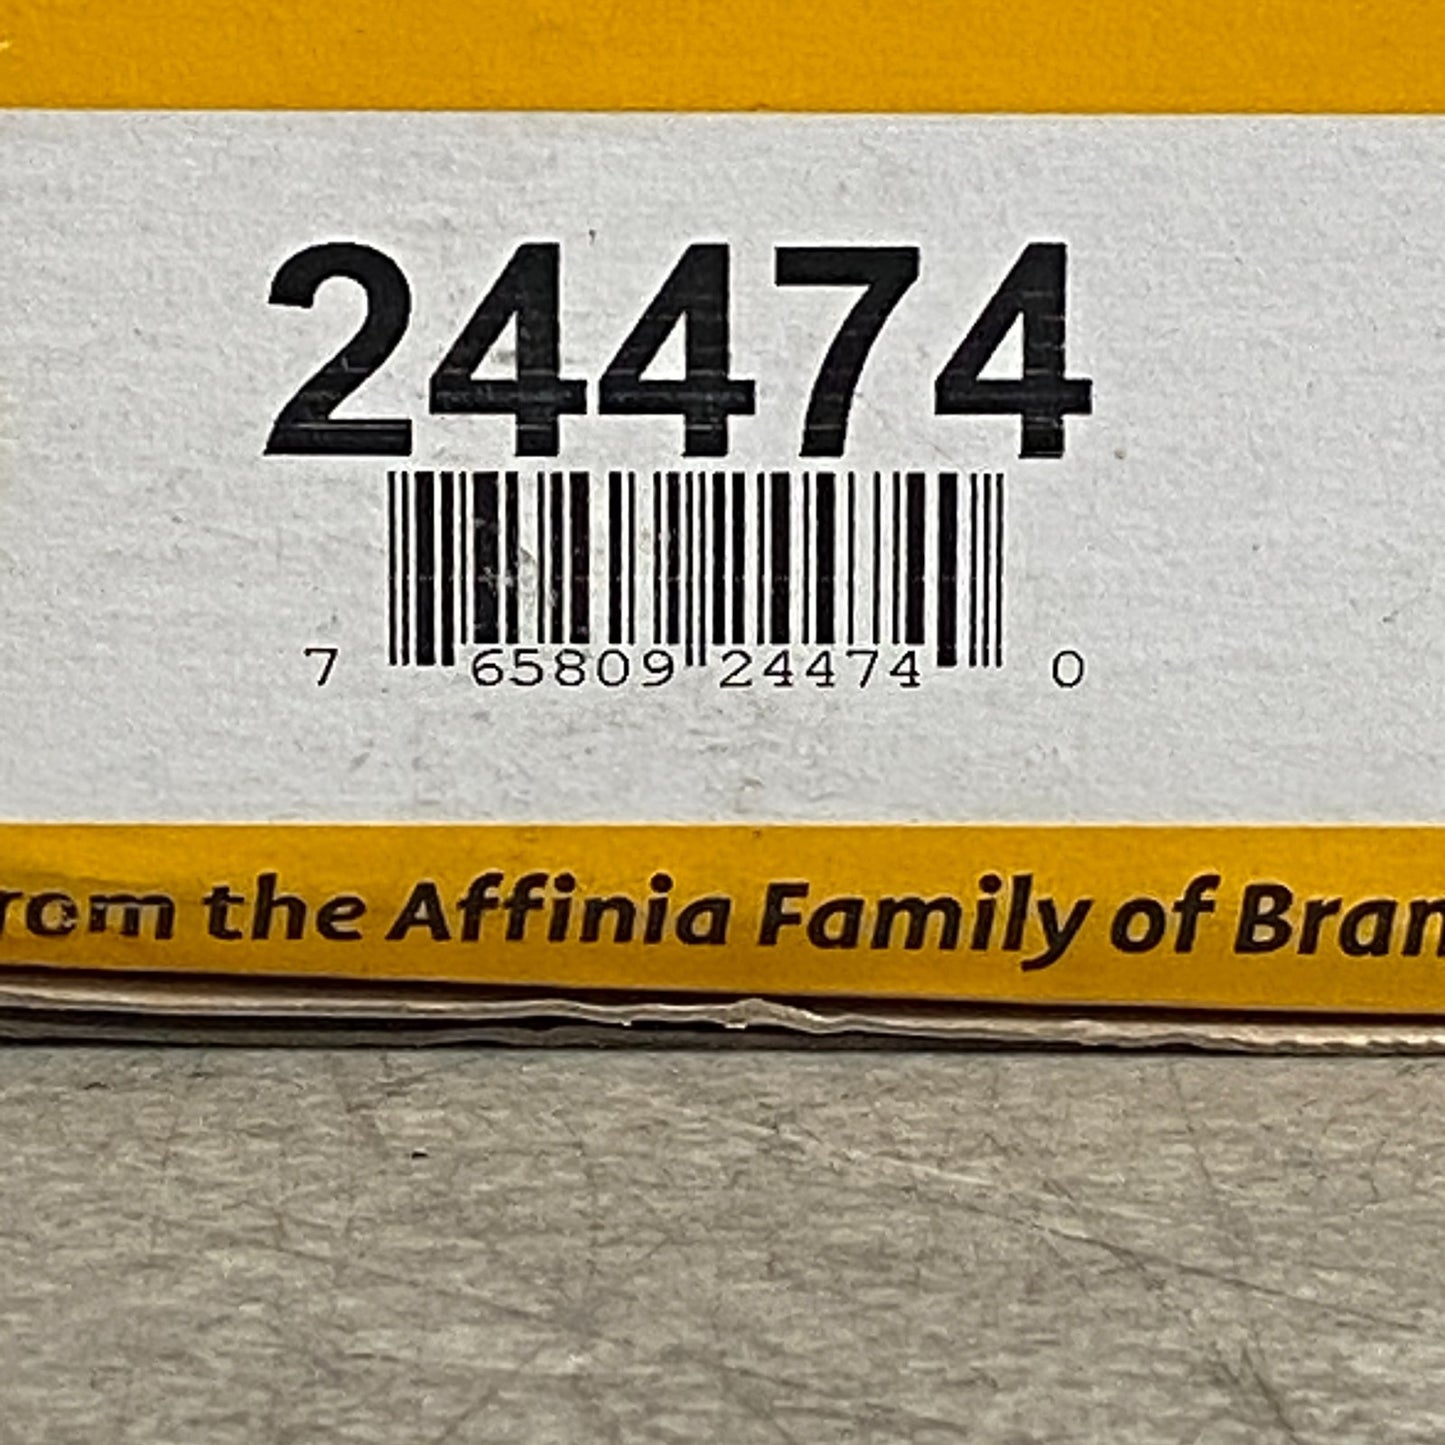 24474
7 65809 24474 0
rom the Affinia Family of Bran